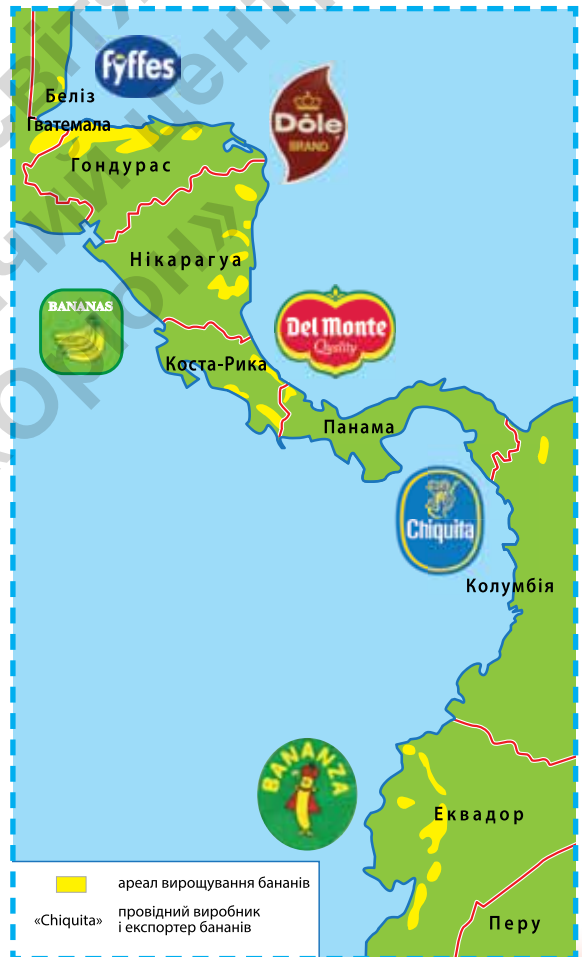 fyffes
Беліз
Гватемала
Dole
BRAND
Гондурас
Нікарагуа
BANANAS
Del Monte
Quality
Коста-Рика
Панама
Chiquita
Колумбія
BANANZA
Еквадор
ареал вирощування бананів
«Chiquita» провідний виробник
і експортер бананів
Перу